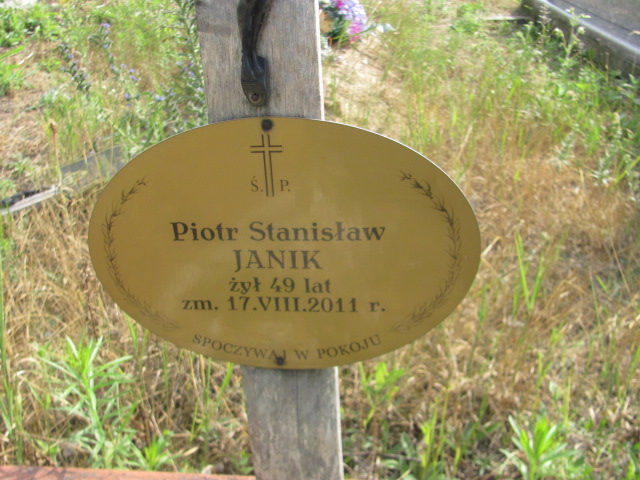 Ś. P.
Piotr Stanisław
JANIK
żył 49 lat
zm. 17.VIII.2011 r.
SPOCZYWAJ W POKOJU